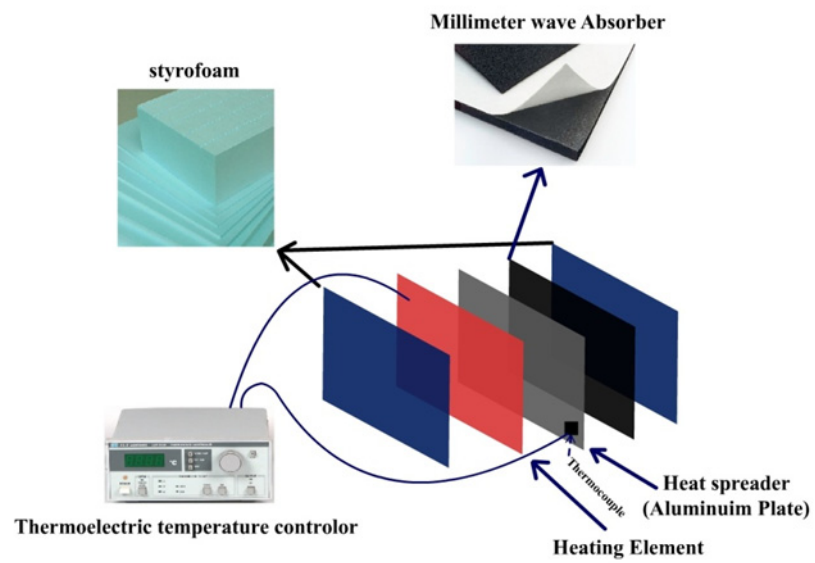 Millimeter wave Absorber
styrofoam
Thermocouple
Heat spreader
(Aluminuim Plate)
Thermoelectric temperature controlor
Heating Element